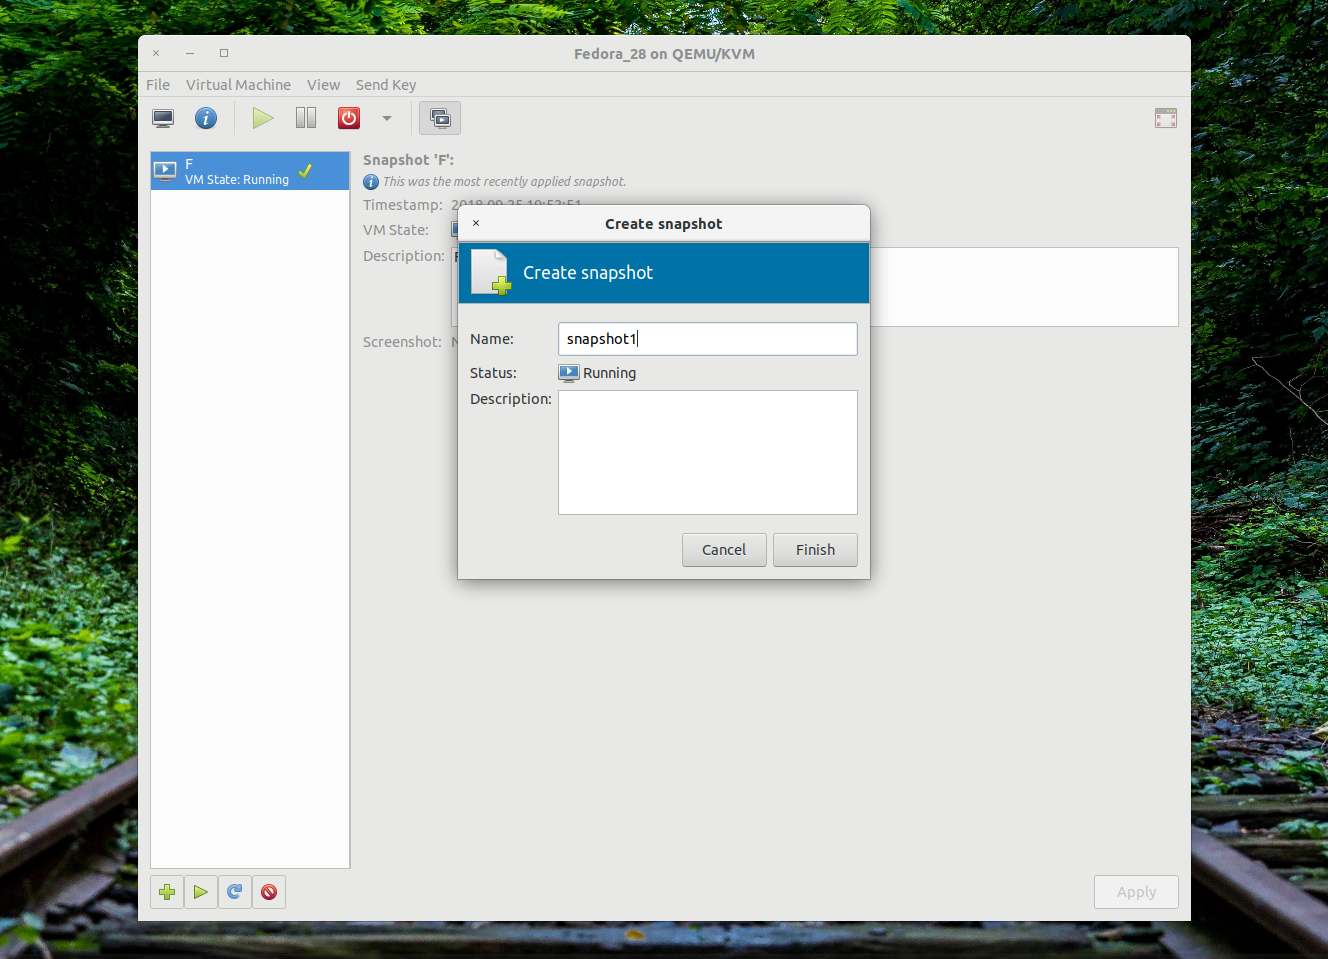 Fedora_28 on QEMU/KVM
File Virtual Machine View Send Key
F
VM State: Running
Snapshot 'F':
This was the most recently applied snapshot.
Timestamp:
VM State:
Description:
Screenshot:
Create snapshot
Create snapshot
Name: snapshot1
Status: Running
Description:
Cancel Finish
Apply